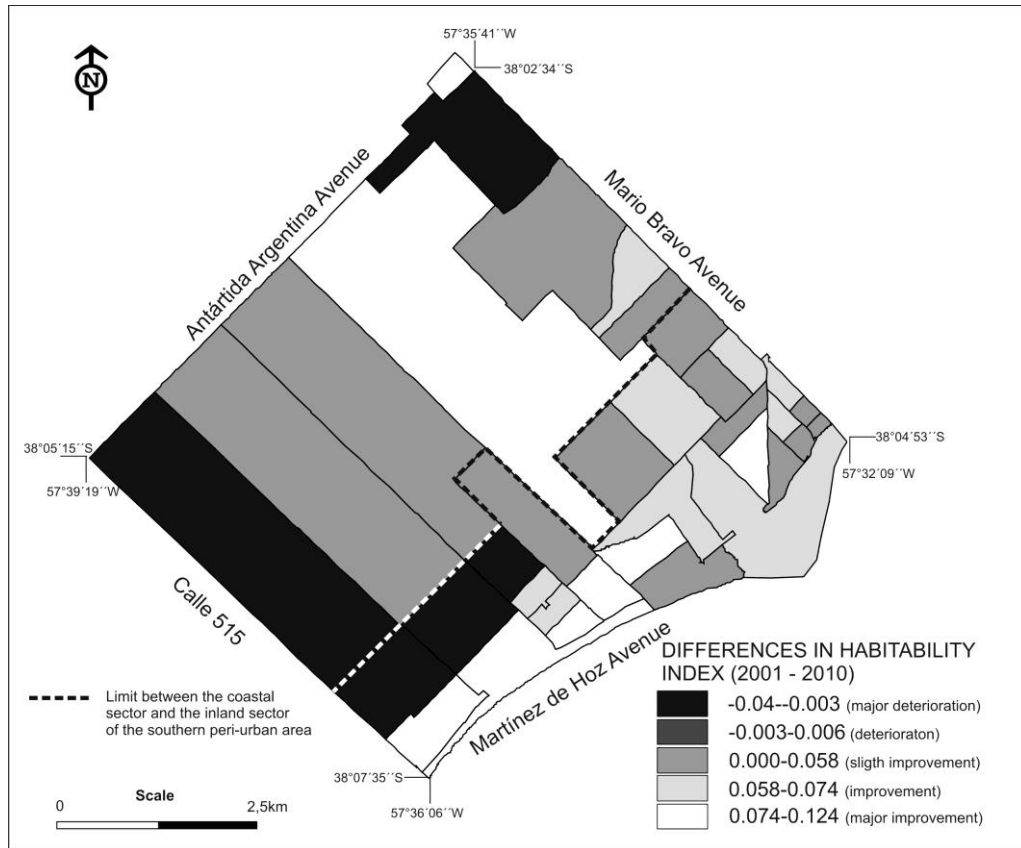 57°35´41´´W
38°02´34´´S
N
Antártida Argentina Avenue
Mario Bravo Avenue
38°05´15´´S
57°39´19´´W
38°04´53´´S
57°32´09´´W
Calle 515
Martínez de Hoz Avenue
38°07´35´´S
57°36´06´´W
Limit between the coastal
sector and the inland sector
of the southern peri-urban area
Scale
0 2,5km
DIFFERENCES IN HABITABILITY
INDEX (2001 - 2010)
-0.04--0.003 (major deterioration)
-0.003-0.006 (deterioraton)
0.000-0.058 (sligth improvement)
0.058-0.074 (improvement)
0.074-0.124 (major improvement)